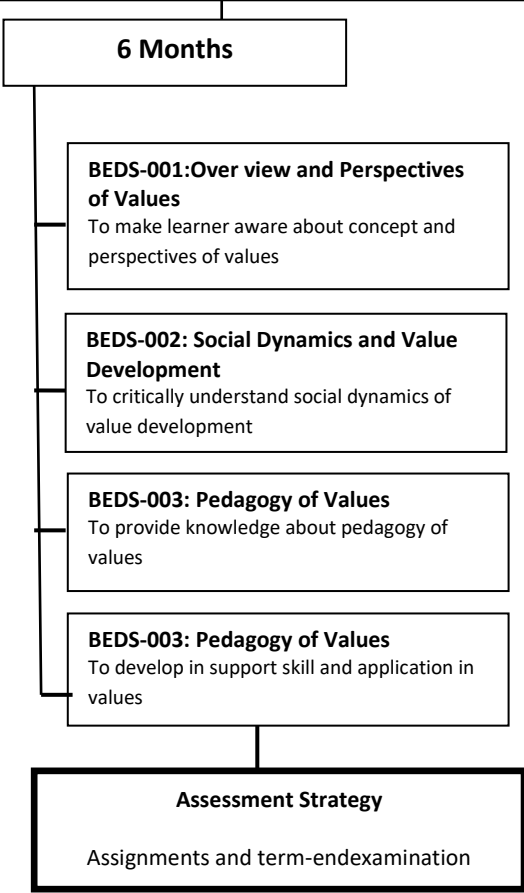 6 Months
BEDS-001:Over view and Perspectives
of Values
To make learner aware about concept and
perspectives of values
BEDS-002: Social Dynamics and Value
Development
To critically understand social dynamics of
value development
BEDS-003: Pedagogy of Values
To provide knowledge about pedagogy of
values
BEDS-003: Pedagogy of Values
To develop in support skill and application in
values
Assessment Strategy
Assignments and term-endexamination